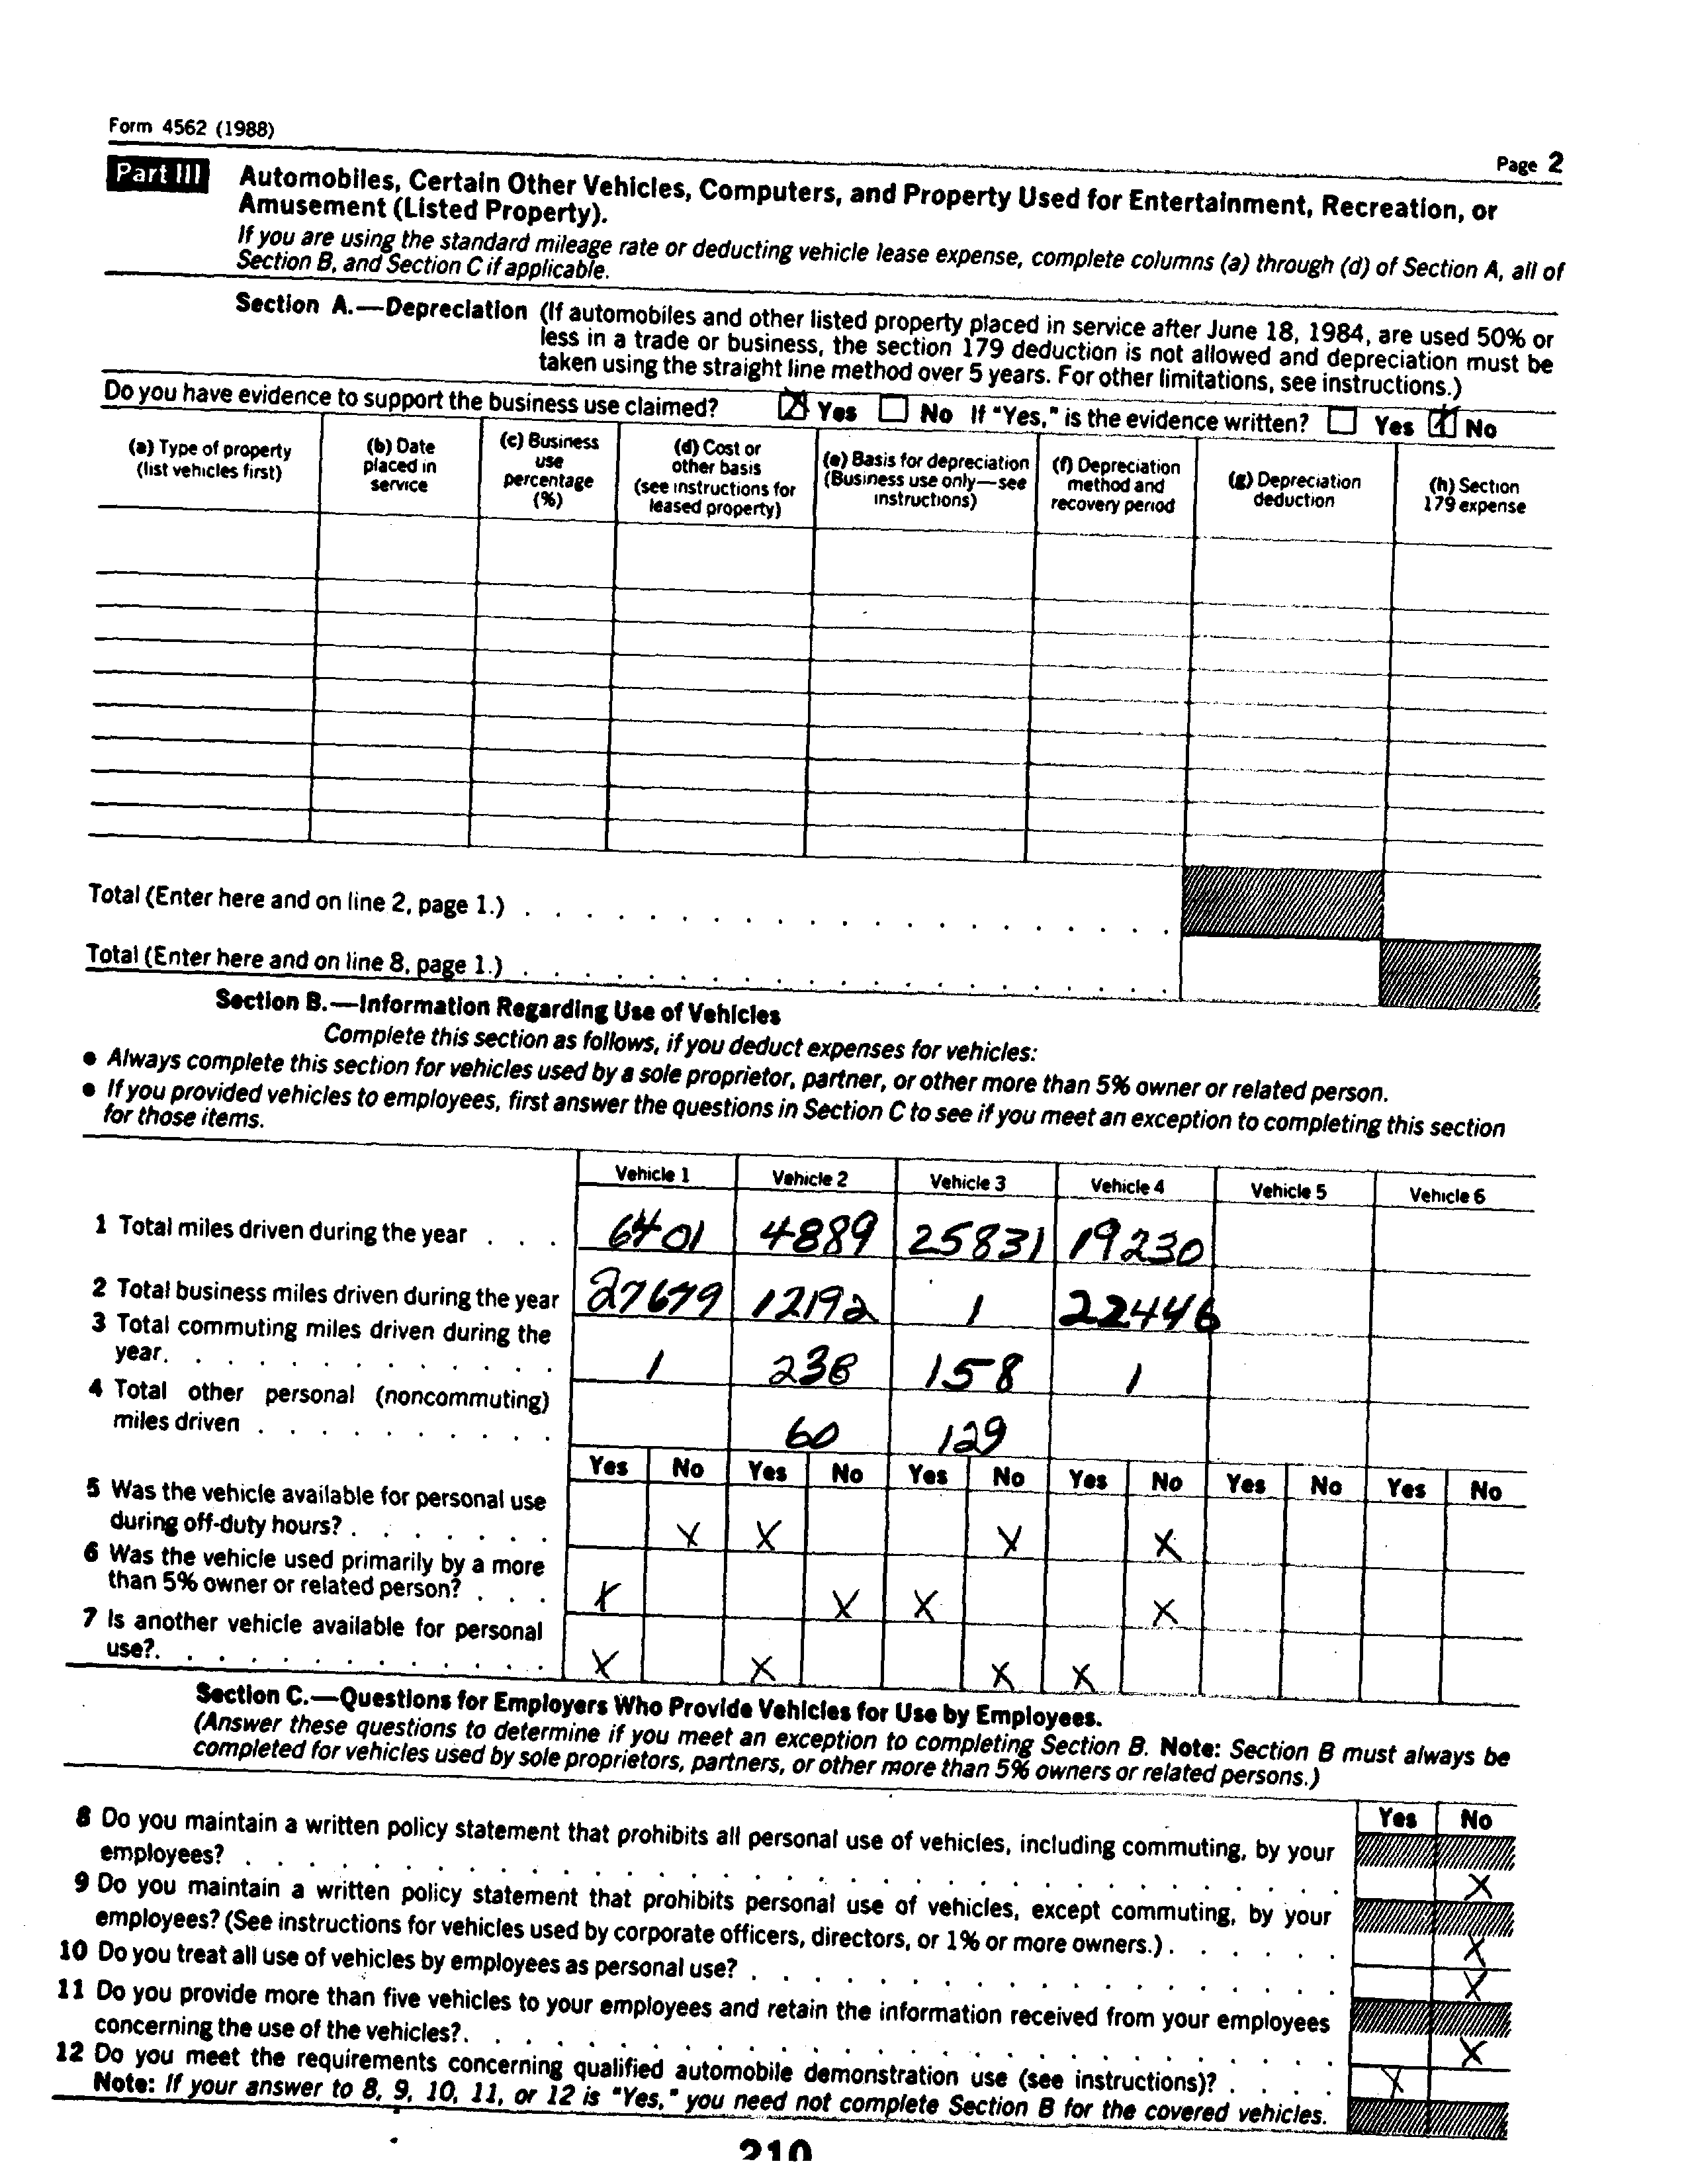 Form 4562 (1988)
Page 2
Part III Automobiles, Certain Other Vehicles, Computers, and Property Used for Entertainment, Recreation, or
Amusement (Listed Property).
If you are using the standard mileage rate or deducting vehicle lease expense, complete columns (a) through (d) of Section A, all of
Section B, and Section C if applicable.
Section A.—Depreciation (If automobiles and other listed property placed in service after June 18, 1984, are used 50% or
less in a trade or business, the section 179 deduction is not allowed and depreciation must be
taken using the straight line method over 5 years. For other limitations, see instructions.)
Do you have evidence to support the business use claimed? X Yes No If "Yes," is the evidence written? Yes X No
(a) Type of property
(list vehicles first)
(b) Date
placed in
service
(c) Business
use
percentage
(%)
(d) Cost or
other basis
(see instructions for
leased property)
(e) Basis for depreciation
(Business use only—see
instructions)
(f) Depreciation
method and
recovery period
(g) Depreciation
deduction
(h) Section
179 expense
Total (Enter here and on line 2, page 1.)
Total (Enter here and on line 8, page 1.)
Section B.—Information Regarding Use of Vehicles
Complete this section as follows, if you deduct expenses for vehicles:
● Always complete this section for vehicles used by a sole proprietor, partner, or other more than 5% owner or related person.
● If you provided vehicles to employees, first answer the questions in Section C to see if you meet an exception to completing this section
for those items.
Vehicle 1 Vehicle 2 Vehicle 3 Vehicle 4 Vehicle 5 Vehicle 6
1 Total miles driven during the year . . . 6401 4889 25831 19230
2 Total business miles driven during the year 27679 12192 1 22446
3 Total commuting miles driven during the
year. . . . . . . . . . . . . 1 238 158 1
4 Total other personal (noncommuting)
miles driven . . . . . . . . . . 60 129
Yes No Yes No Yes No Yes No Yes No Yes No
5 Was the vehicle available for personal use
during off-duty hours? . . . . . . . X X X X
6 Was the vehicle used primarily by a more
than 5% owner or related person? . . . X X X X
7 Is another vehicle available for personal
use?. . . . . . . . . . . . . X X X X
Section C.—Questions for Employers Who Provide Vehicles for Use by Employees.
(Answer these questions to determine if you meet an exception to completing Section B. Note: Section B must always be
completed for vehicles used by sole proprietors, partners, or other more than 5% owners or related persons.)
Yes No
8 Do you maintain a written policy statement that prohibits all personal use of vehicles, including commuting, by your
employees? X
9 Do you maintain a written policy statement that prohibits personal use of vehicles, except commuting, by your
employees? (See instructions for vehicles used by corporate officers, directors, or 1% or more owners.) X
10 Do you treat all use of vehicles by employees as personal use? X
11 Do you provide more than five vehicles to your employees and retain the information received from your employees
concerning the use of the vehicles?. X
12 Do you meet the requirements concerning qualified automobile demonstration use (see instructions)? X
Note: If your answer to 8, 9, 10, 11, or 12 is "Yes," you need not complete Section B for the covered vehicles.
210